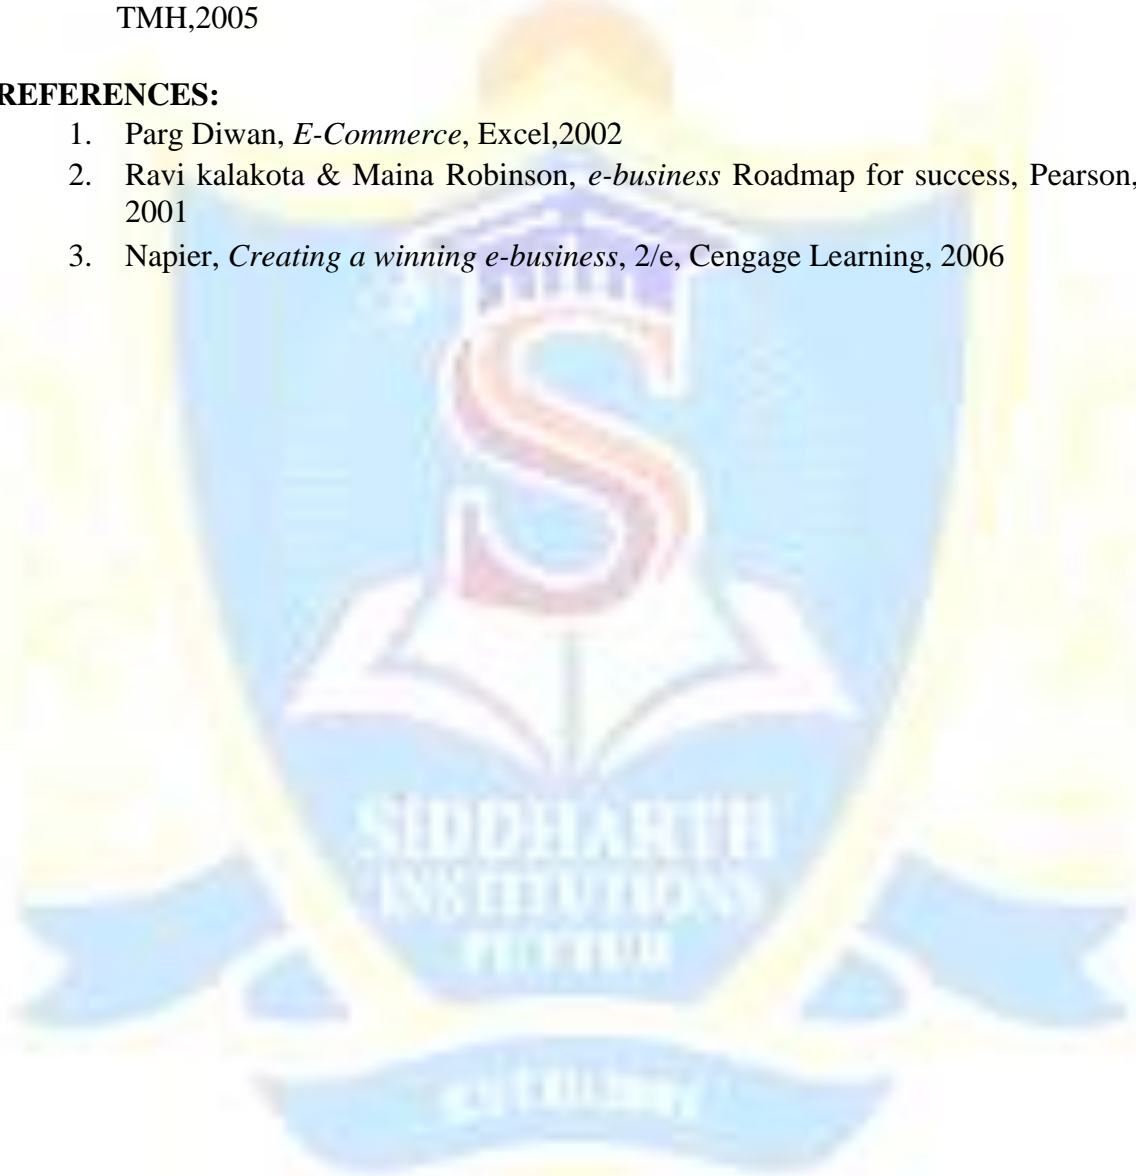 TMH,2005
REFERENCES:
1. Parg Diwan, E-Commerce, Excel,2002
2. Ravi kalakota & Maina Robinson, e-business Roadmap for success, Pearson,
2001
3. Napier, Creating a winning e-business, 2/e, Cengage Learning, 2006
S
SIDDHARTH
INSTITUTIONS
PUTTUR